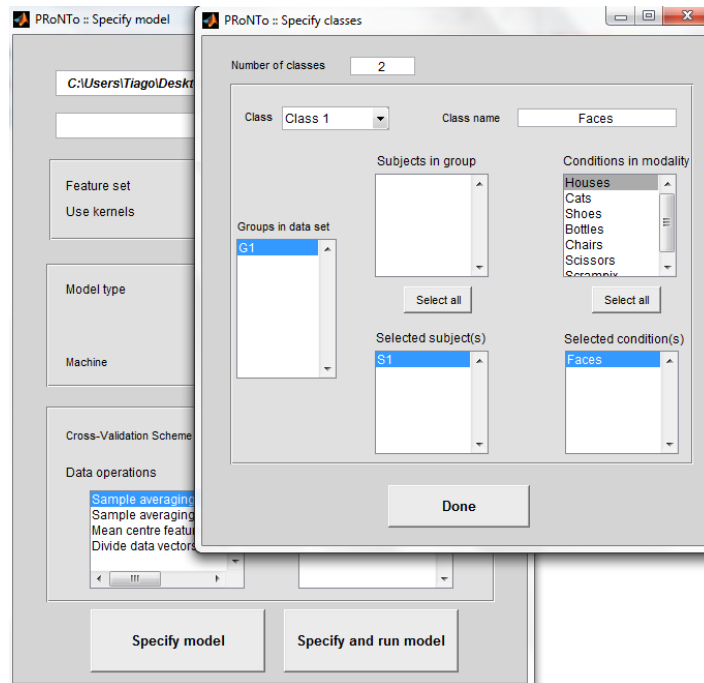 PRoNTo :: Specify model
C:\Users\Tiago\Deskt
Feature set
Use kernels
Model type
Machine
Cross-Validation Scheme
Data operations
Sample averaging
Sample averaging
Mean centre featur
Divide data vectors
Specify model
Specify and run model
PRoNTo :: Specify classes
Number of classes
2
Class
Class 1
Class name
Faces
Groups in data set
G1
Subjects in group
Select all
Selected subject(s)
S1
Conditions in modality
Houses
Cats
Shoes
Bottles
Chairs
Scissors
Scrampix
Select all
Selected condition(s)
Faces
Done